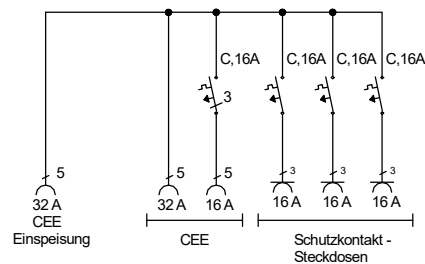 C,16A
C,16A
C,16A
C,16A
3
5
5
5
3
3
3
32 A
32 A
16 A
16 A
16 A
16 A
CEE
Einspeisung
CEE
Schutzkontakt -
Steckdosen